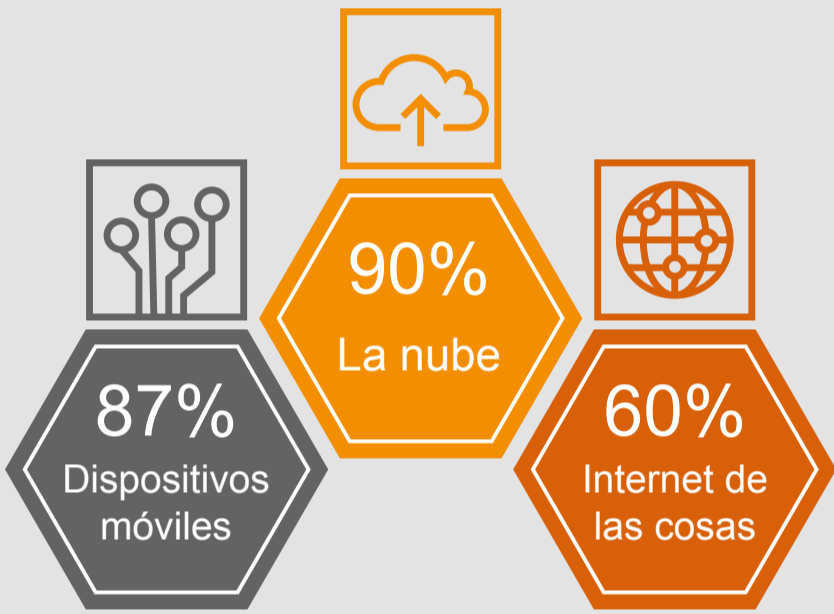 90%
La nube
87%
Dispositivos
móviles
60%
Internet de
las cosas